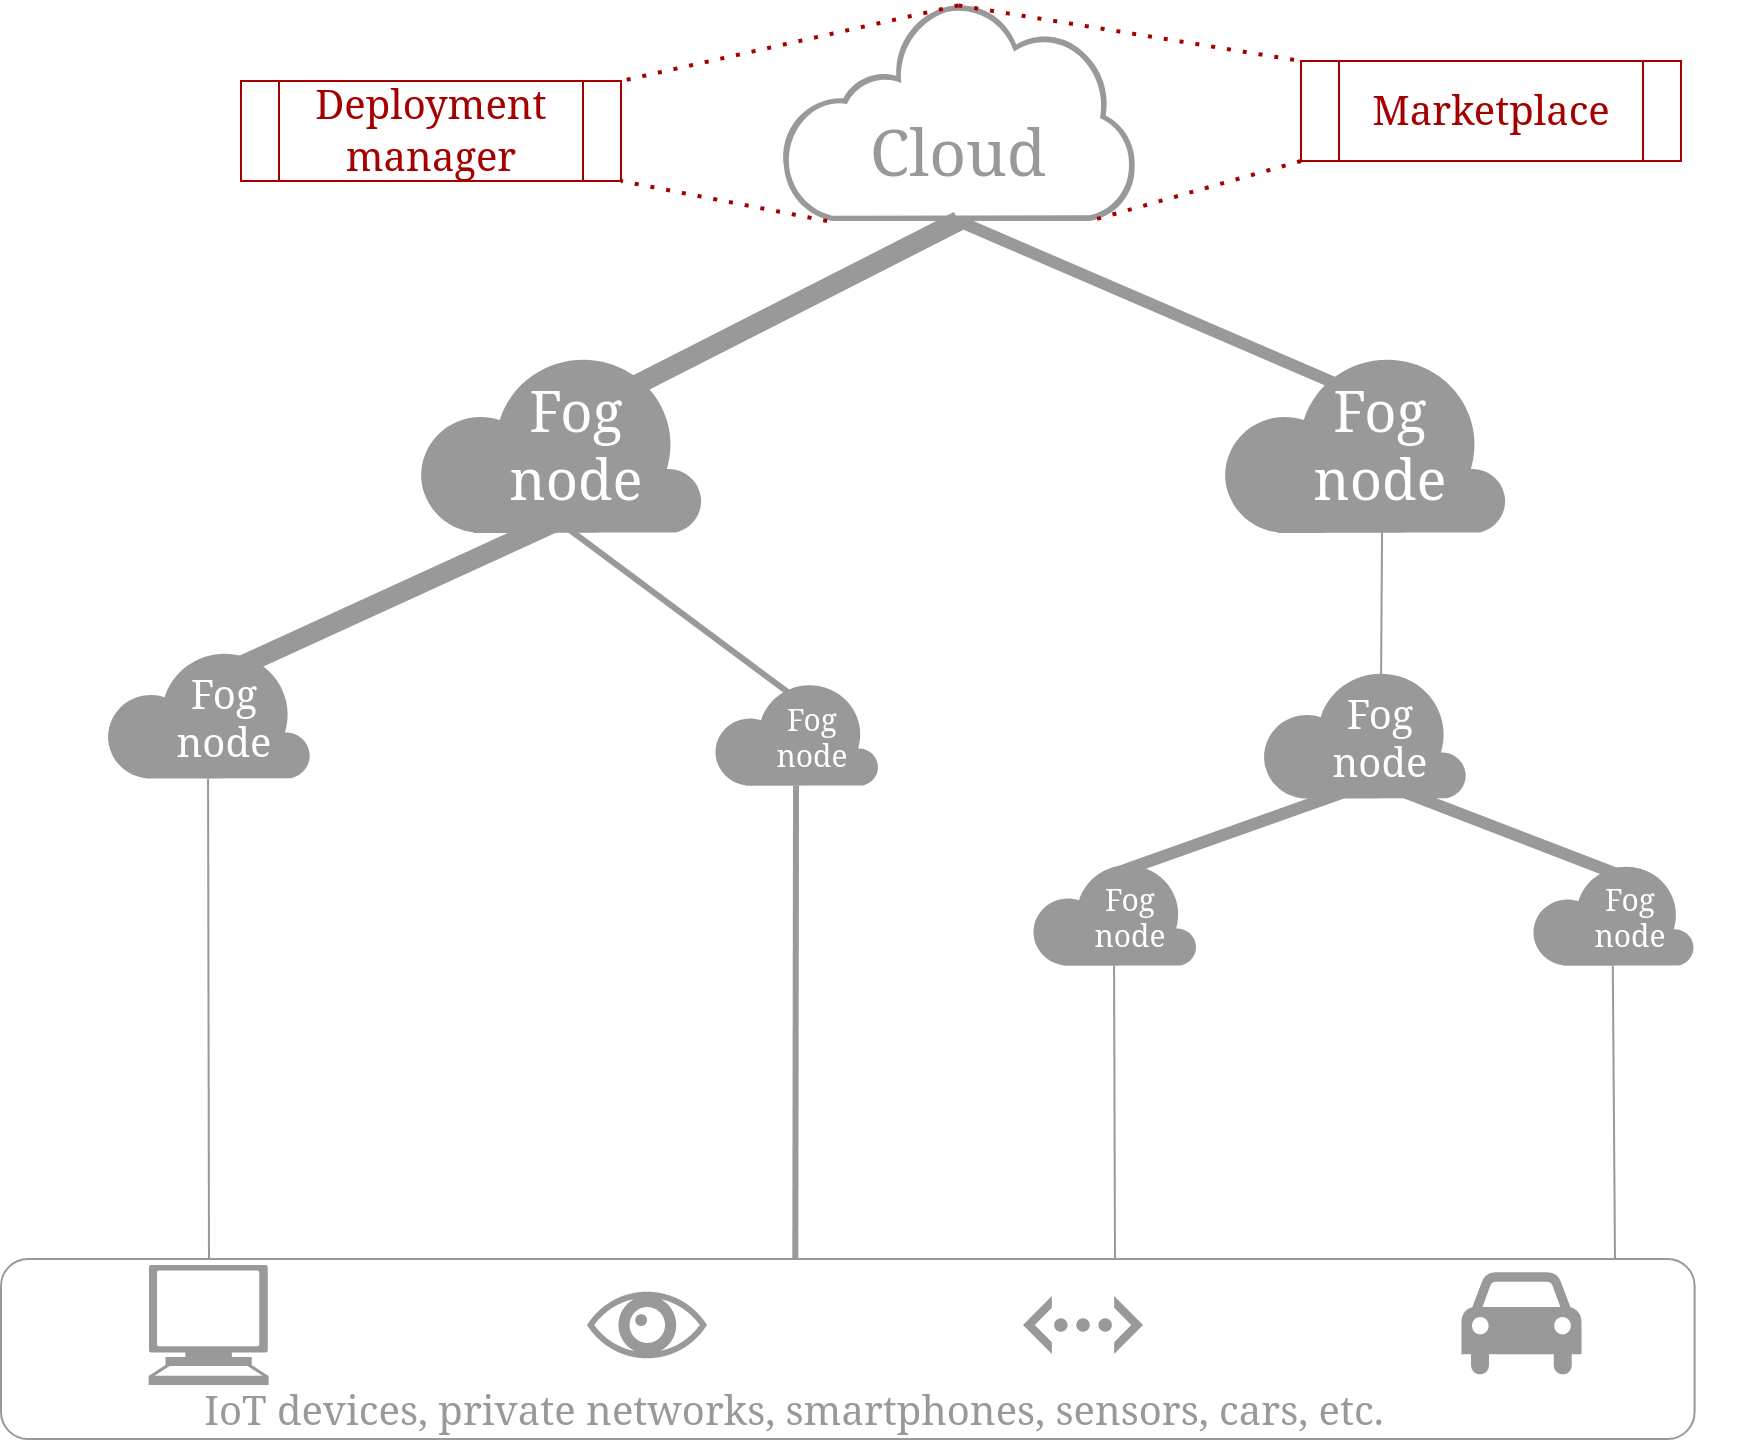 Deployment
manager
Marketplace
Cloud
Fog
node
Fog
node
Fog
node
Fog
node
Fog
node
Fog
node
Fog
node
IoT devices, private networks, smartphones, sensors, cars, etc.